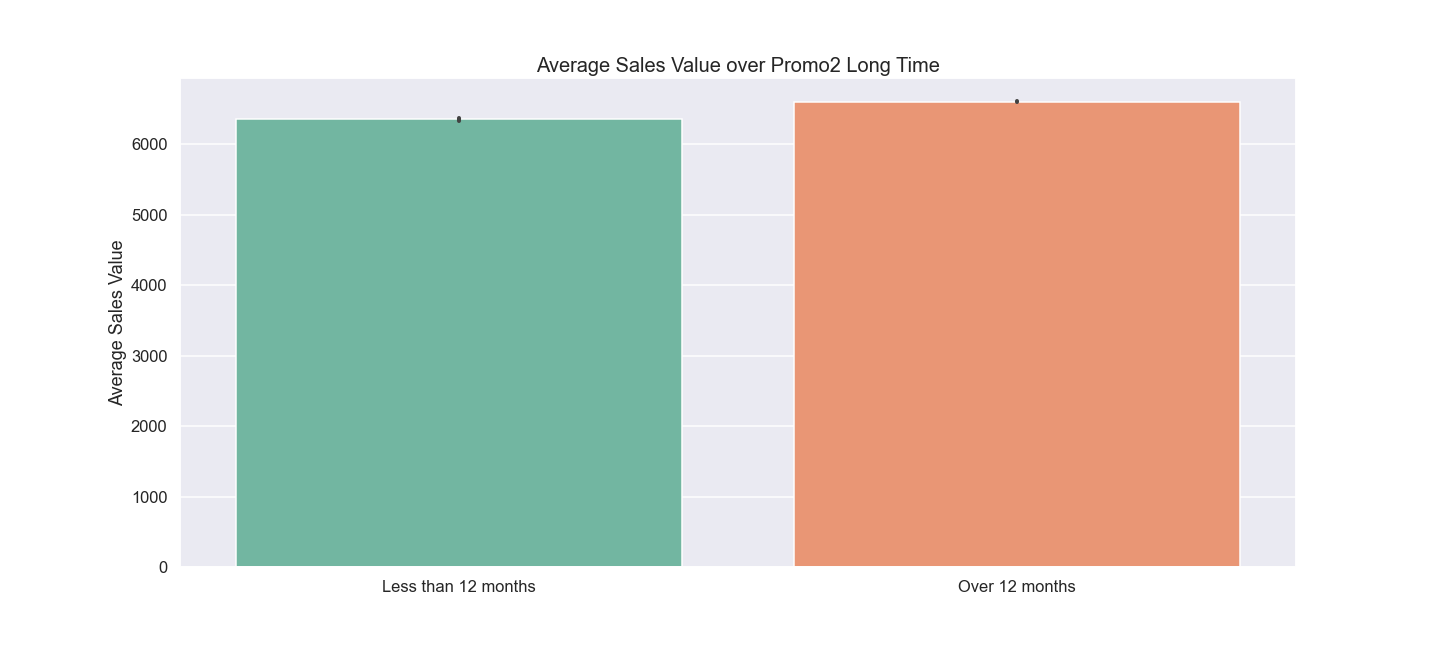 Average Sales Value over Promo2 Long Time
Average Sales Value
6000
5000
4000
3000
2000
1000
0
Less than 12 months
Over 12 months